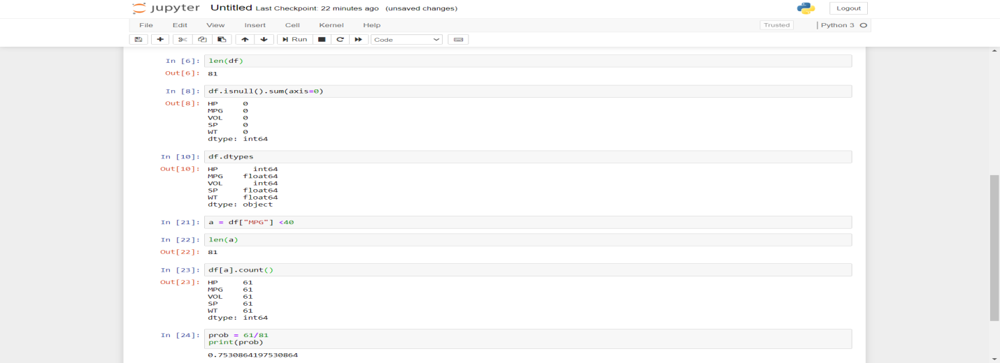 jupyter Untitled Last Checkpoint: 22 minutes ago (unsaved changes)
Logout
File Edit View Insert Cell Kernel Help
Trusted
Python 3
Run
Code
In [6]: len(df)
Out[6]: 81
In [8]: df.isnull().sum(axis=0)
Out[8]: HP 0
MPG 0
VOL 0
SP 0
WT 0
dtype: int64
In [10]: df.dtypes
Out[10]: HP int64
MPG float64
VOL int64
SP float64
WT float64
dtype: object
In [21]: a = df["MPG"] <40
In [22]: len(a)
Out[22]: 81
In [23]: df[a].count()
Out[23]: HP 61
MPG 61
VOL 61
SP 61
WT 61
dtype: int64
In [24]: prob = 61/81
print(prob)
0.7530864197530864